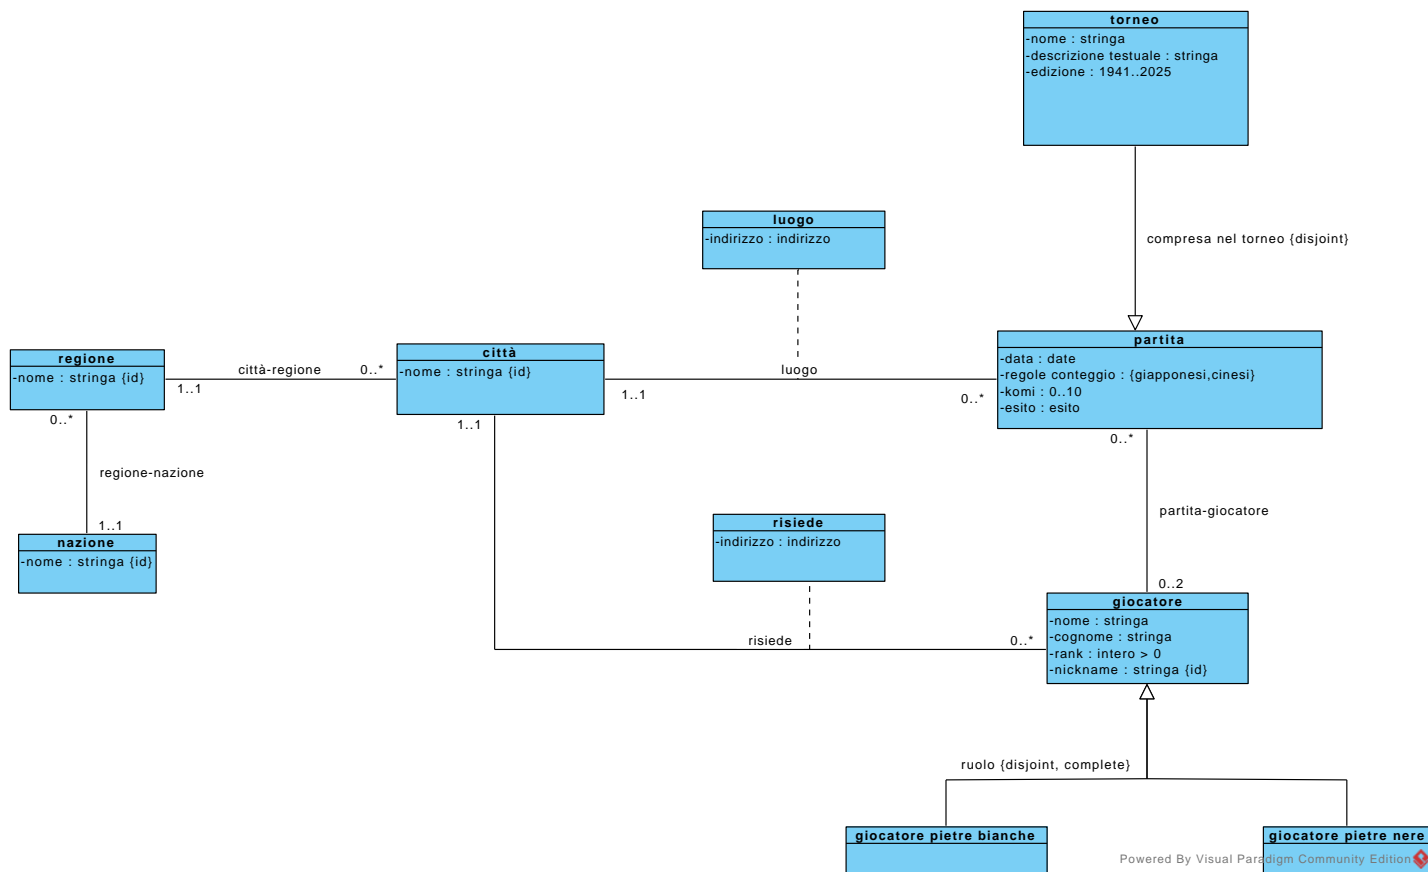 torneo
-nome : stringa
-descrizione testuale : stringa
-edizione : 1941..2025
compresa nel torneo {disjoint}
luogo
-indirizzo : indirizzo
regione
-nome : stringa {id}
città-regione
1..1
0..*
città
-nome : stringa {id}
luogo
1..1
0..*
partita
-data : date
-regole conteggio : {giapponesi,cinesi}
-komi : 0..10
-esito : esito
0..*
regione-nazione
1..1
nazione
-nome : stringa {id}
1..1
risiede
-indirizzo : indirizzo
risiede
0..*
0..*
partita-giocatore
0..2
giocatore
-nome : stringa
-cognome : stringa
-rank : intero > 0
-nickname : stringa {id}
ruolo {disjoint, complete}
giocatore pietre bianche
giocatore pietre nere
Powered By Visual Paradigm Community Edition